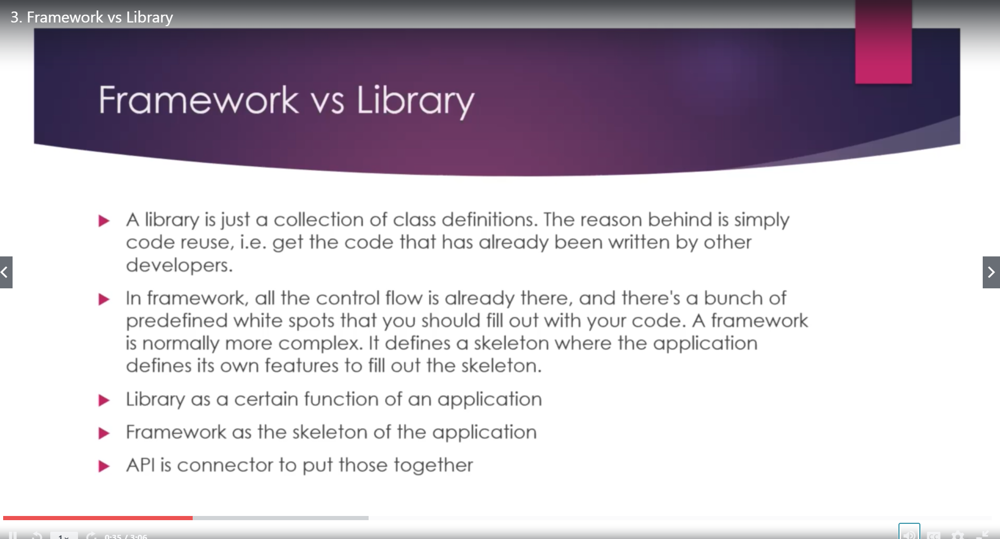 3. Framework vs Library
Framework vs Library
A library is just a collection of class definitions. The reason behind is simply
code reuse, i.e. get the code that has already been written by other
developers.
In framework, all the control flow is already there, and there's a bunch of
predefined white spots that you should fill out with your code. A framework
is normally more complex. It defines a skeleton where the application
defines its own features to fill out the skeleton.
Library as a certain function of an application
Framework as the skeleton of the application
API is connector to put those together
1x 0:35 / 3:06 CC